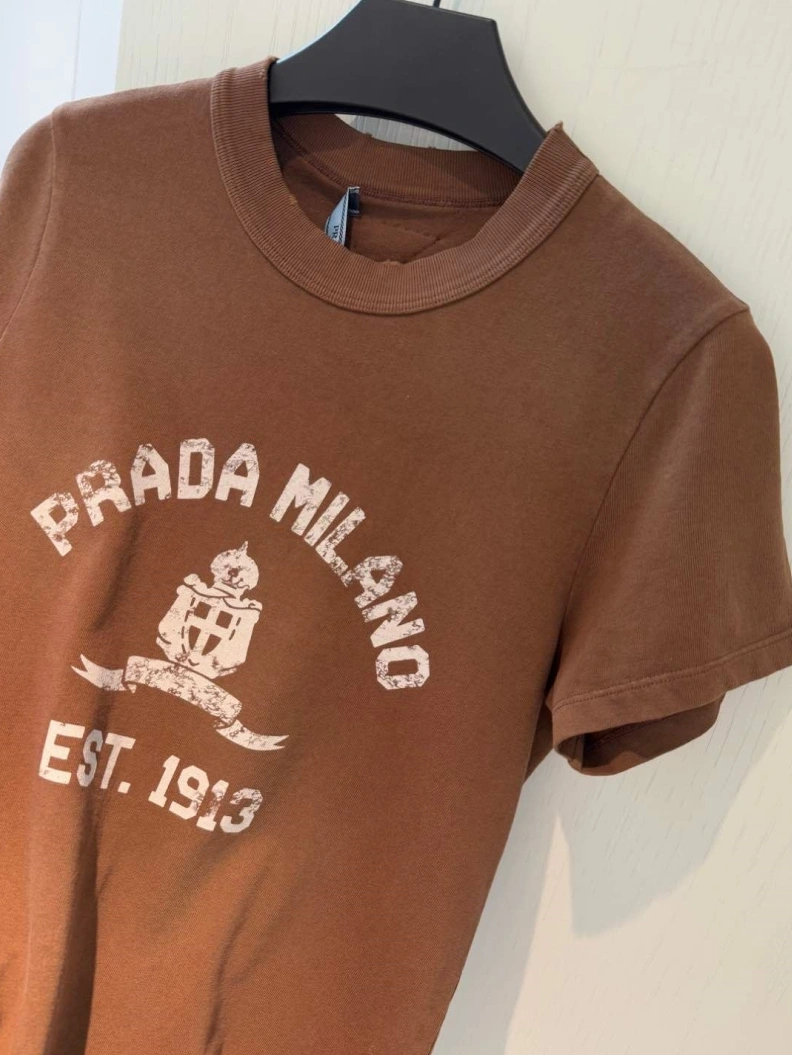 PRADA MILANO
EST. 1913